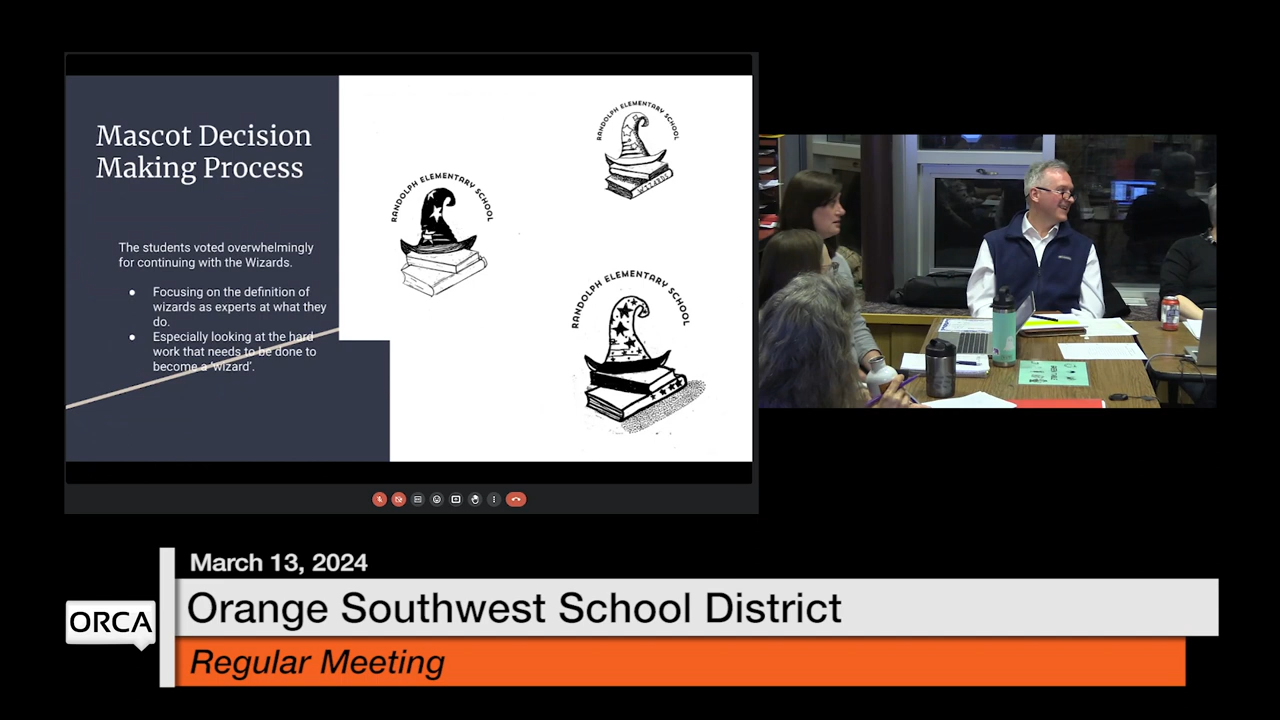 Mascot Decision
Making Process
The students voted overwhelmingly
for continuing with the Wizards.
● Focusing on the definition of
wizards as experts at what they
do.
● Especially looking at the hard
work that needs to be done to
become a 'wizard'.
RANDOLPH ELEMENTARY SCHOOL
WIZARDS
RANDOLPH ELEMENTARY SCHOOL
RANDOLPH ELEMENTARY SCHOOL
March 13, 2024
ORCA
Orange Southwest School District
Regular Meeting